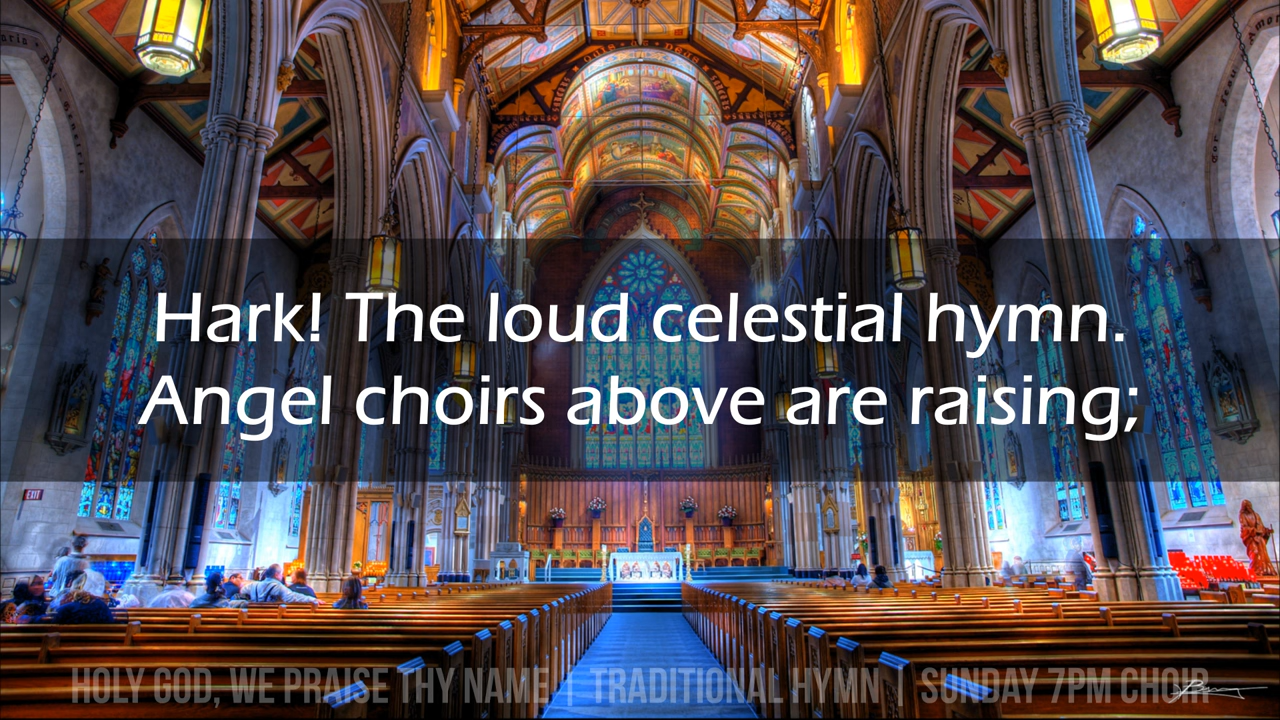 Hark! The loud celestial hymn.
Angel choirs above are raising;
EXIT
HOLY GOD, WE PRAISE THY NAME | TRADITIONAL HYMN | SUNDAY 7PM CHOIR